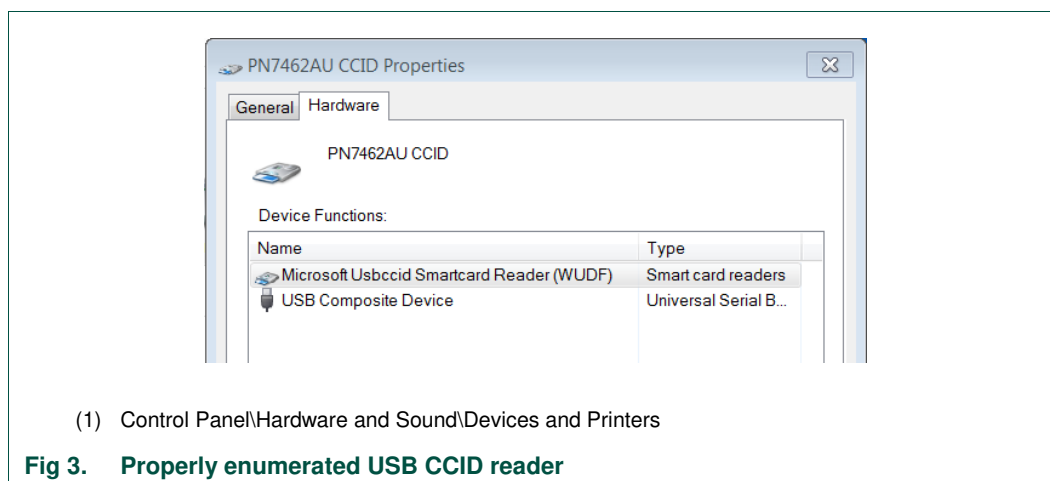 PN7462AU CCID Properties
General Hardware
PN7462AU CCID
Device Functions:
Name Type
Microsoft Usbccid Smartcard Reader (WUDF) Smart card readers
USB Composite Device Universal Serial B...
(1) Control Panel\Hardware and Sound\Devices and Printers
Fig 3. Properly enumerated USB CCID reader